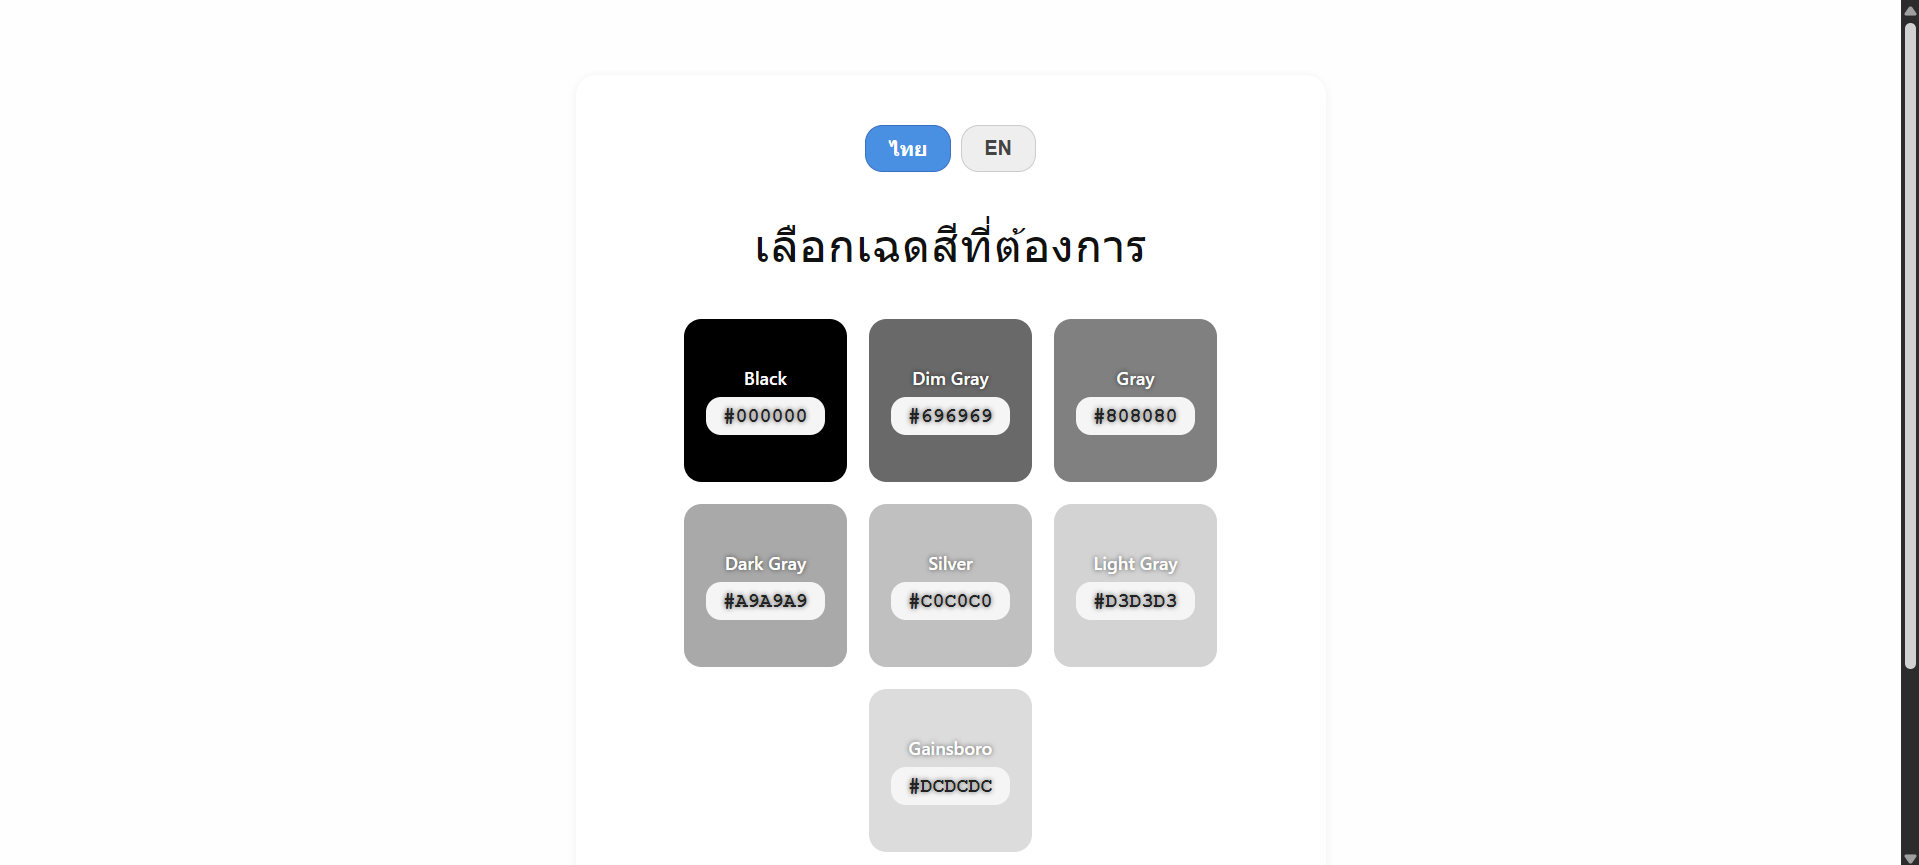 ไทย EN
เลือกเฉดสีที่ต้องการ
Black Dim Gray Gray
#000000 #696969 #808080
Dark Gray Silver Light Gray
#A9A9A9 #C0C0C0 #D3D3D3
Gainsboro
#DCDCDC